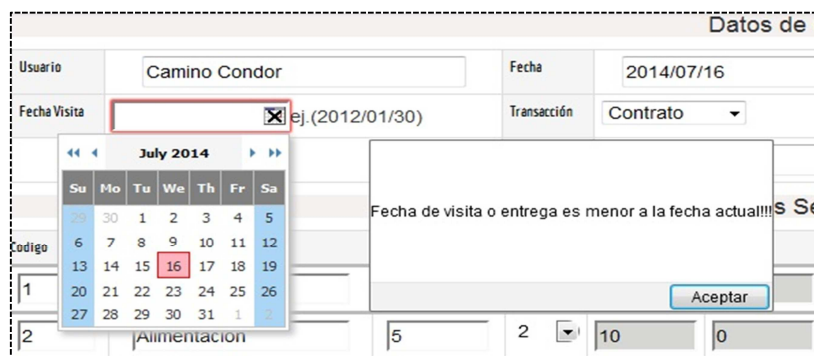 Datos de
Usuario Camino Condor Fecha 2014/07/16
Fecha Visita ej.(2012/01/30) Transacción Contrato
July 2014
Su Mo Tu We Th Fr Sa
29 30 1 2 3 4 5
6 7 8 9 10 11 12
13 14 15 16 17 18 19
20 21 22 23 24 25 26
27 28 29 30 31 1 2
Fecha de visita o entrega es menor a la fecha actual!!!
Aceptar
s Se
Codigo
1
2 Alimentación 5 2 10 0